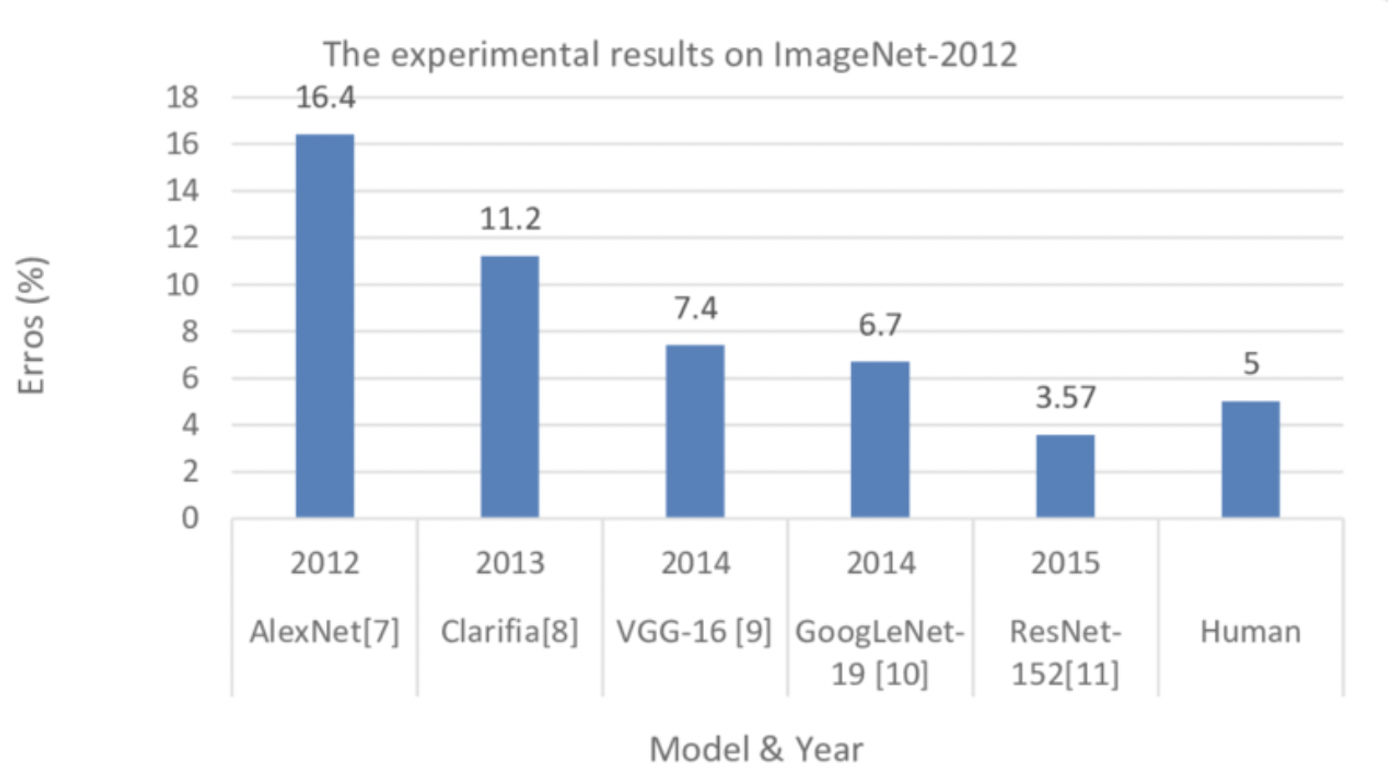 The experimental results on ImageNet-2012
18
16
14
12
10
8
6
4
2
0
Erros (%)
16.4
11.2
7.4
6.7
3.57
5
2012 2013 2014 2014 2015
AlexNet[7] Clarifia[8] VGG-16 [9] GoogLeNet- ResNet- Human
19 [10] 152[11]
Model & Year